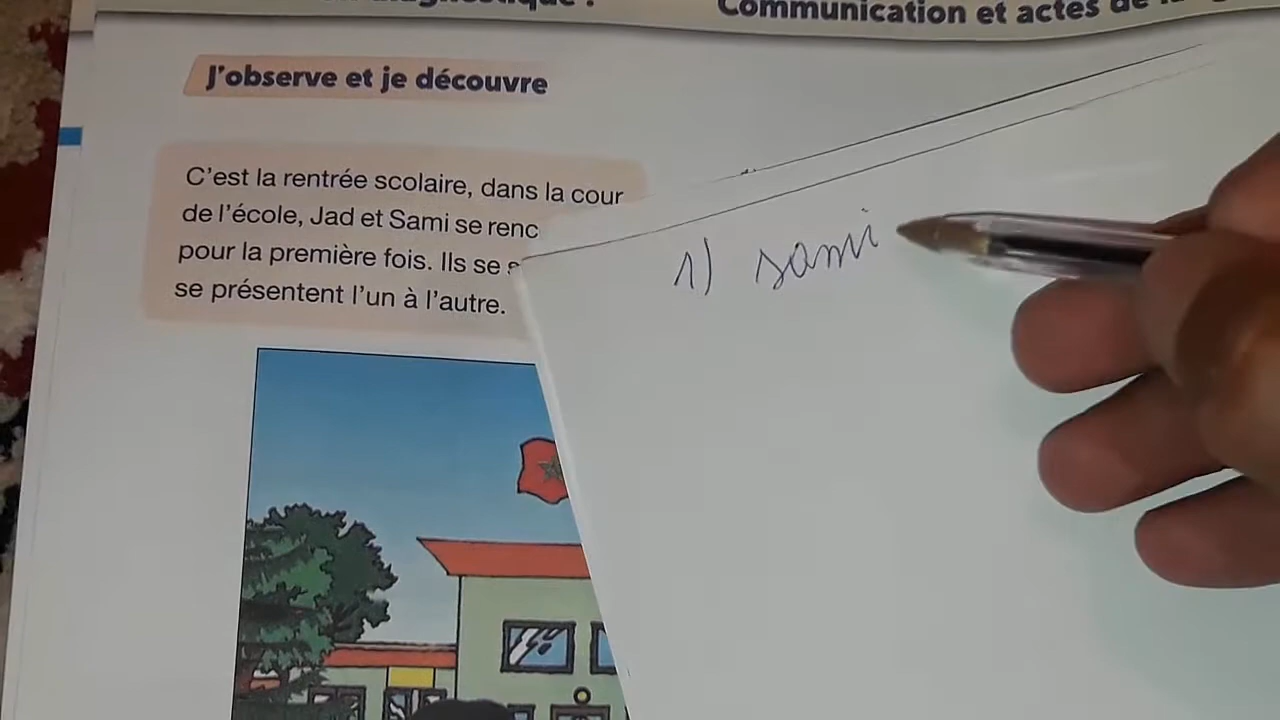 Communication et actes de
J'observe et je découvre
C'est la rentrée scolaire, dans la cour
de l'école, Jad et Sami se renc
pour la première fois. Ils se s
se présentent l'un à l'autre.
1) sami